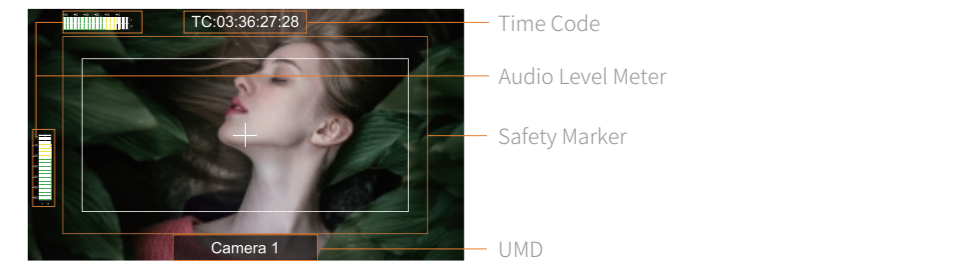 TC:03:36:27:28
Time Code
Audio Level Meter
Safety Marker
Camera 1
UMD